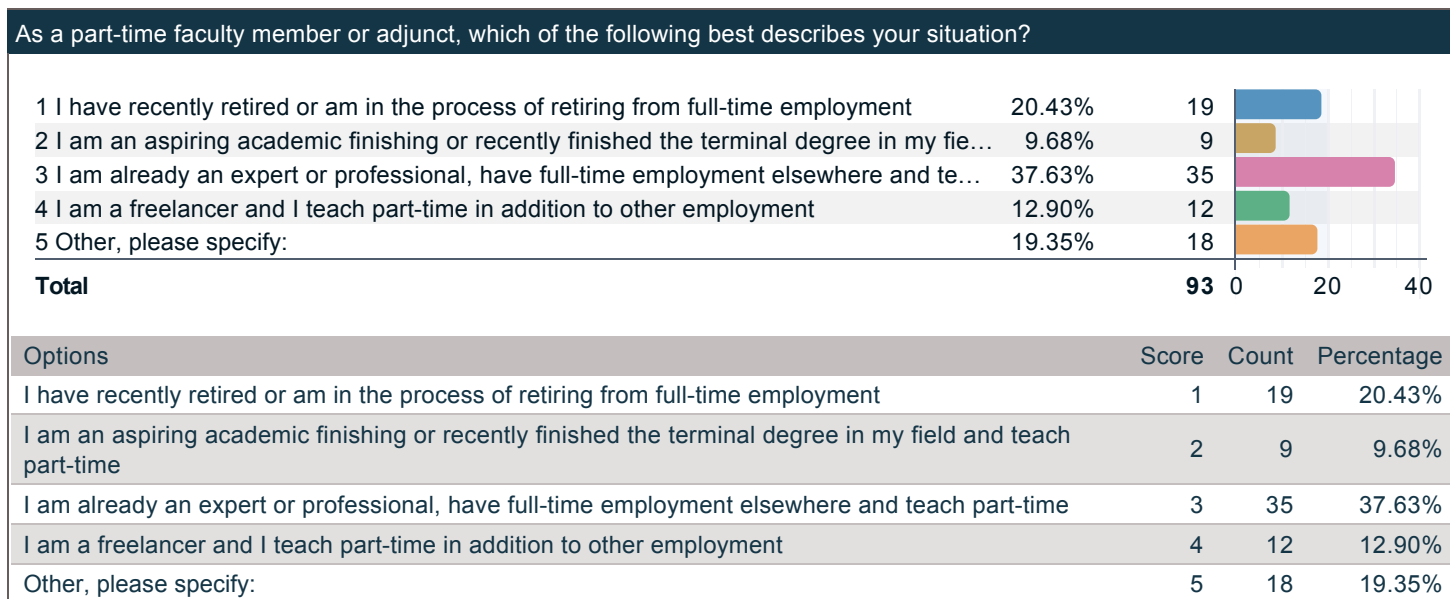 As a part-time faculty member or adjunct, which of the following best describes your situation?
1 I have recently retired or am in the process of retiring from full-time employment 20.43% 19
2 I am an aspiring academic finishing or recently finished the terminal degree in my fie… 9.68% 9
3 I am already an expert or professional, have full-time employment elsewhere and te… 37.63% 35
4 I am a freelancer and I teach part-time in addition to other employment 12.90% 12
5 Other, please specify: 19.35% 18
Total 93 0 20 40
Options Score Count Percentage
I have recently retired or am in the process of retiring from full-time employment 1 19 20.43%
I am an aspiring academic finishing or recently finished the terminal degree in my field and teach
part-time 2 9 9.68%
I am already an expert or professional, have full-time employment elsewhere and teach part-time 3 35 37.63%
I am a freelancer and I teach part-time in addition to other employment 4 12 12.90%
Other, please specify: 5 18 19.35%